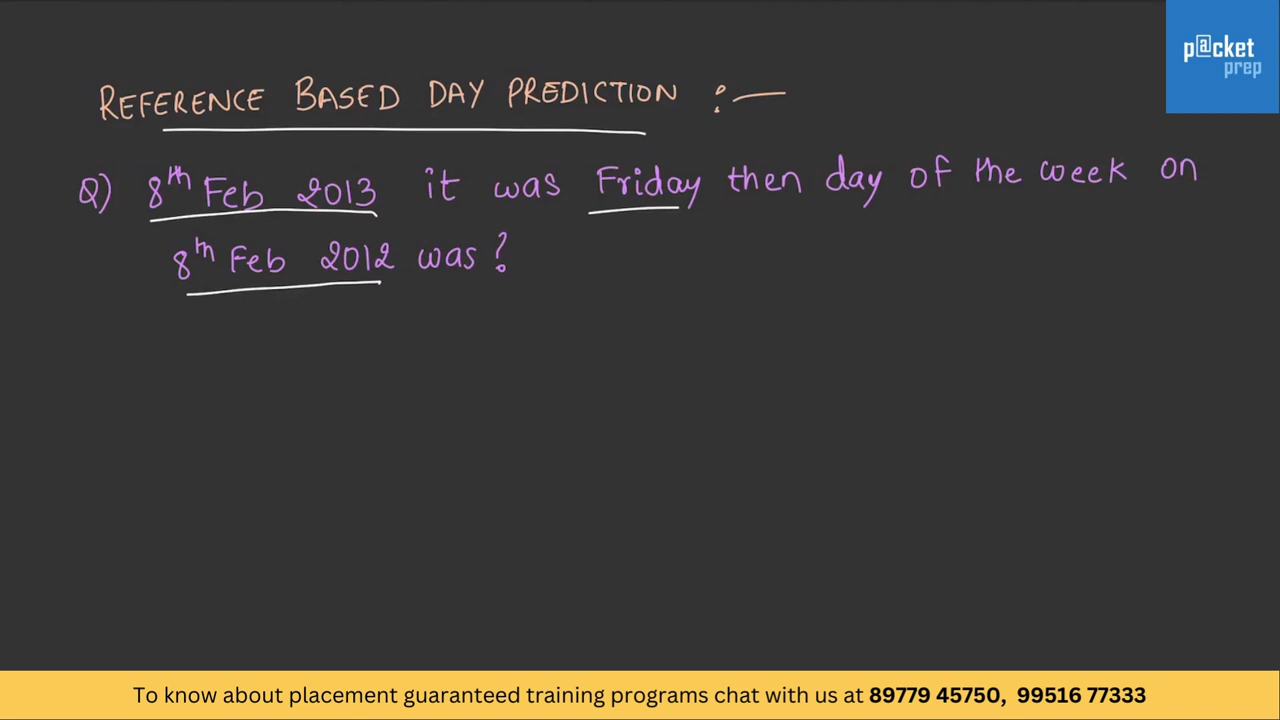 p@cket
prep
REFERENCE BASED DAY PREDICTION :—
Q) 8th Feb 2013 it was Friday then day of the week on
8th Feb 2012 was ?
To know about placement guaranteed training programs chat with us at 89779 45750, 99516 77333